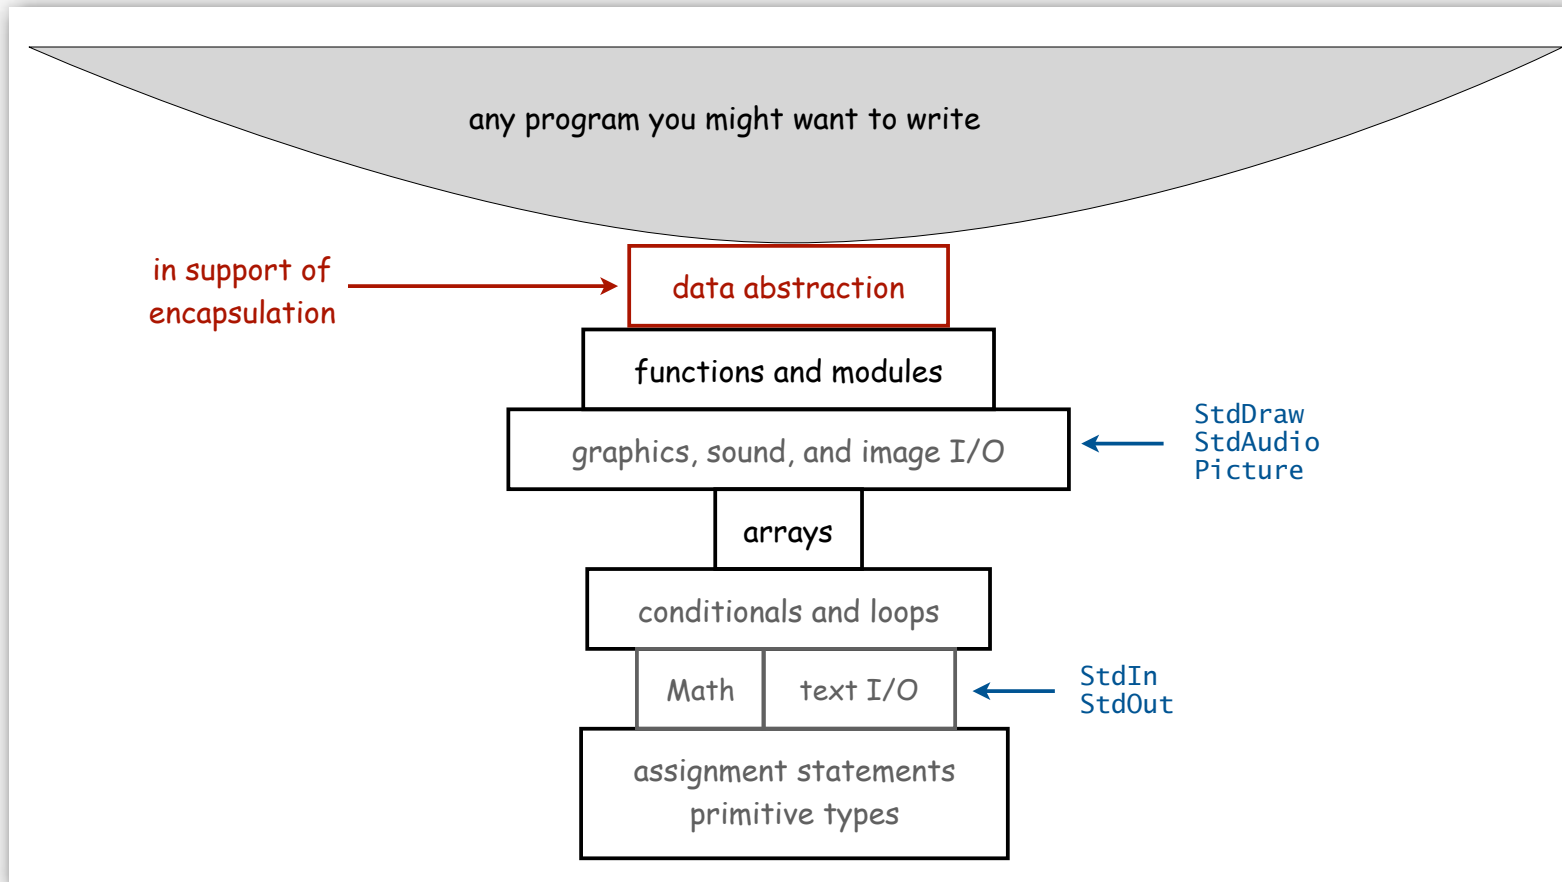 any program you might want to write
in support of
encapsulation
data abstraction
functions and modules
graphics, sound, and image I/O
StdDraw
StdAudio
Picture
arrays
conditionals and loops
Math
text I/O
StdIn
StdOut
assignment statements
primitive types